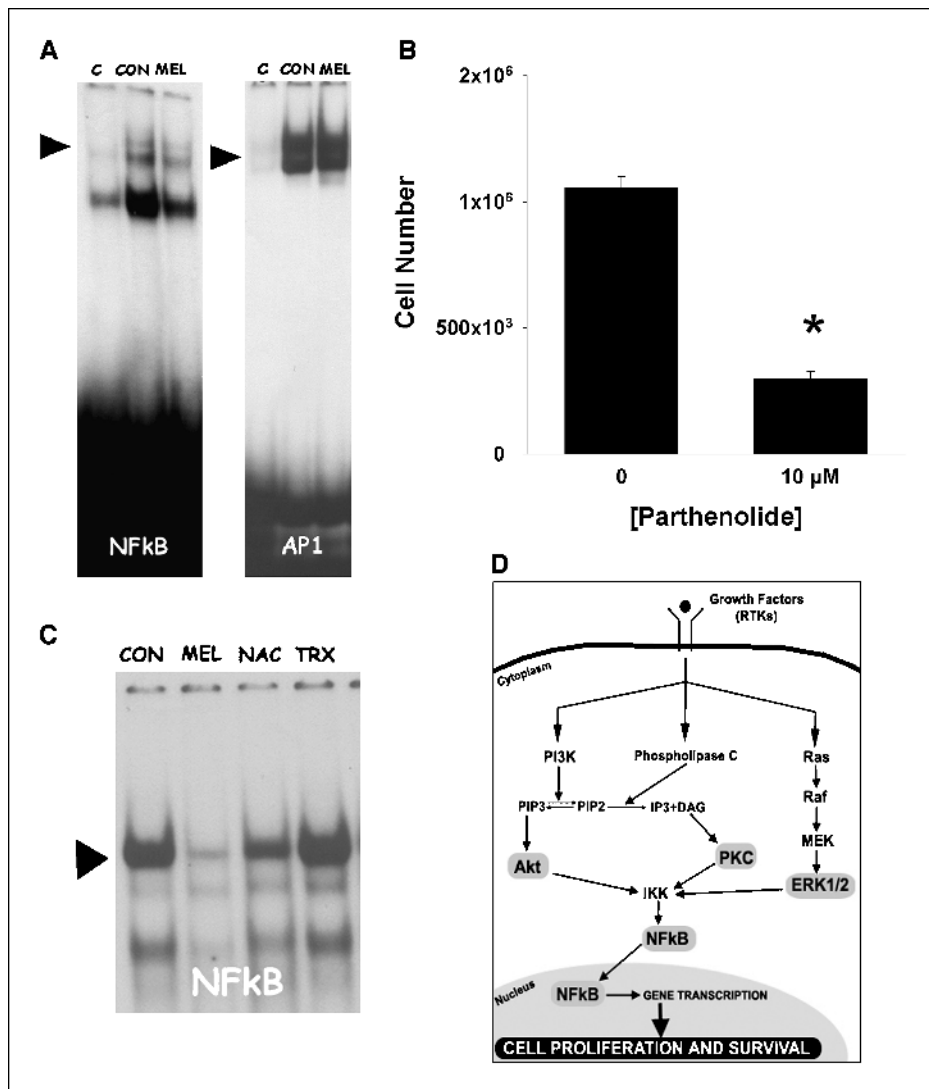 A
C CON MEL
C CON MEL
NFkB
AP1
B
2x10⁶
1x10⁶
500x10³
0
Cell Number
*
0
10 µM
[Parthenolide]
C
CON MEL NAC TRX
NFkB
D
Growth Factors
(RTKs)
Cytoplasm
PI3K
Phospholipase C
Ras
Raf
PIP3
PIP2
IP3+DAG
MEK
Akt
PKC
ERK1/2
IKK
NFkB
Nucleus
NFkB
GENE TRANSCRIPTION
CELL PROLIFERATION AND SURVIVAL